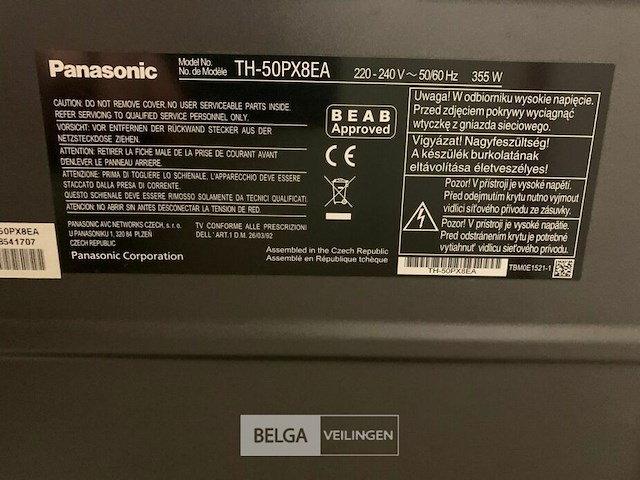 Panasonic
Model No.
No. de Modèle
TH-50PX8EA
220 - 240 V ~ 50/60 Hz 355 W
CAUTION: DO NOT REMOVE COVER. NO USER SERVICEABLE PARTS INSIDE.
REFER SERVICING TO QUALIFIED SERVICE PERSONNEL ONLY.
VORSICHT: VOR ENTFERNEN DER RÜCKWAND STECKER AUS DER
NETZSTECKDOSE ZIEHEN.
ATTENTION: RETIRER LA FICHE MALE DE LA PRISE DE COURANT AVANT
D'ENLEVER LE PANNEAU ARRIERE.
ATTENZIONE: PRIMA DI TOGLIERE LO SCHIENALE, L'APPARECCHIO DEVE ESSERE
STACCATO DALLA PRESA DI CORRENTE.
QUESTO SCHIENALE DEVE ESSERE RIMOSSO SOLAMENTE DA TECNICI QUALIFICATI.
ATENCION: NO ABRIR SIN ANTES DESCONECTAR LA TENSION DE RED.
PANASONIC AVC NETWORKS CZECH, s. r. o.
U PANASONIKU 1, 320 84 PLZEŇ
CZECH REPUBLIC
TV CONFORME ALLE PRESCRIZIONI
DELL ' ART.1 D.M. 26/03/92
Panasonic Corporation
Assembled in the Czech Republic
Assemblé en République tchèque
BEAB
Approved
CE
Uwaga! W odbiorniku wysokie napięcie.
Przed zdjęciem pokrywy wyciągnąć
wtyczkę z gniazda sieciowego.
Vigyázat! Nagyfeszültség!
A készülék burkolatának
eltávolítása életveszélyes!
Pozor! V přístroji je vysoké napětí.
Před odejmutím krytu nutno vyjmout
vidlici síťového přívodu ze zásuvky.
Pozor! V prístroji je vysoké napätie.
Pred odstránením krytu je potrebné
vytiahnuť vidlicu sieťového prívodu.
TH-50PX8EA
TBM0E1521-1
50PX8EA
8541707
BELGA VEILINGEN